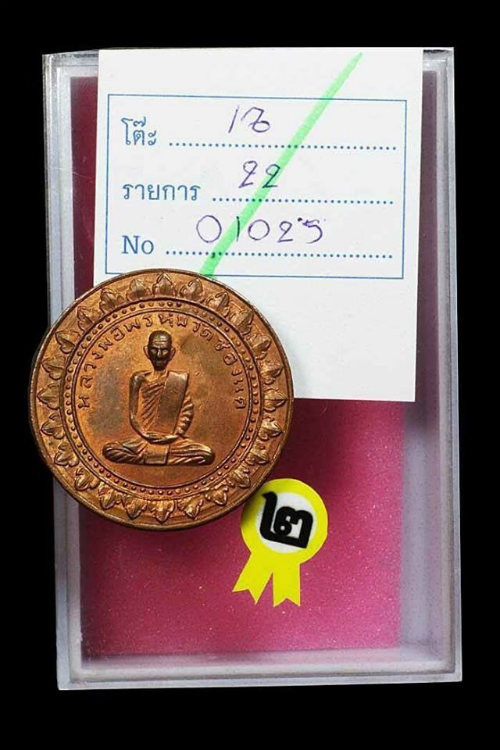 โต๊ะ 17
รายการ 22
No 01025
หลวงพ่อพรหมวัดช่องแค
๒